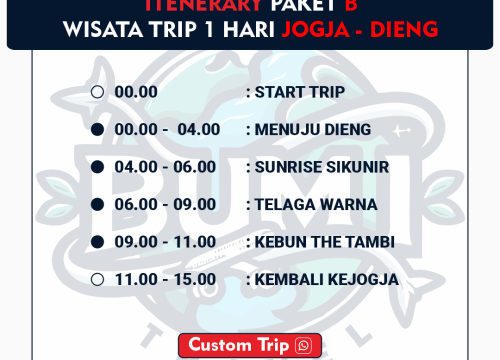 ITENERARY PAKET B
WISATA TRIP 1 HARI JOGJA - DIENG
00.00 : START TRIP
00.00 - 04.00 : MENUJU DIENG
04.00 - 06.00 : SUNRISE SIKUNIR
06.00 - 09.00 : TELAGA WARNA
09.00 - 11.00 : KEBUN THE TAMBI
11.00 - 15.00 : KEMBALI KEJOGJA
BUMI
Custom Trip